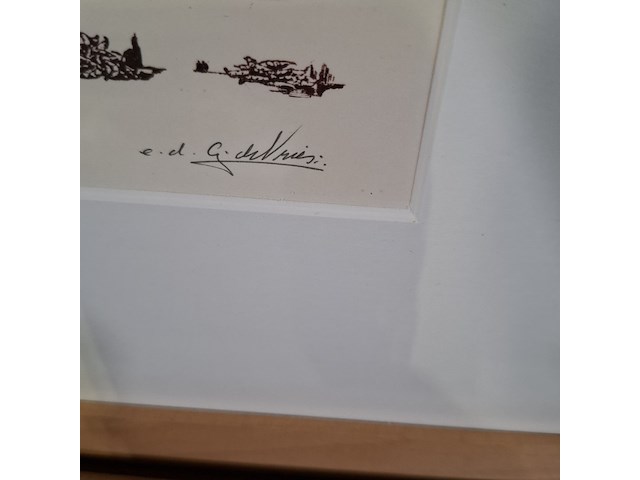 e.d. G. de Vries